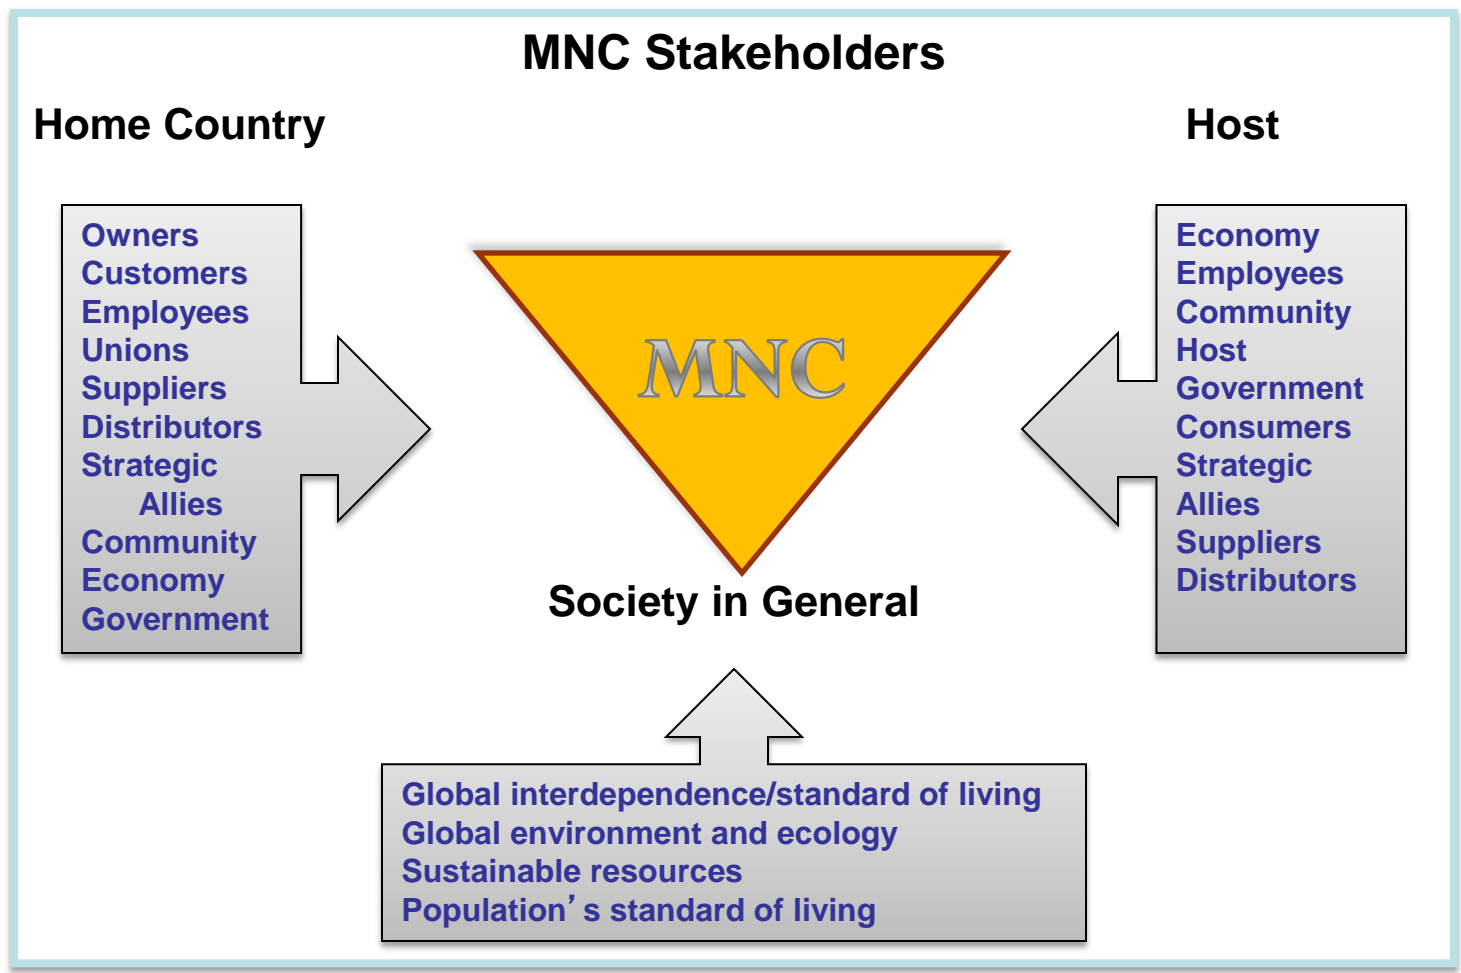 MNC Stakeholders
Home Country
Host
Owners
Customers
Employees
Unions
Suppliers
Distributors
Strategic
Allies
Community
Economy
Government
MNC
Economy
Employees
Community
Host
Government
Consumers
Strategic
Allies
Suppliers
Distributors
Society in General
Global interdependence/standard of living
Global environment and ecology
Sustainable resources
Population’s standard of living